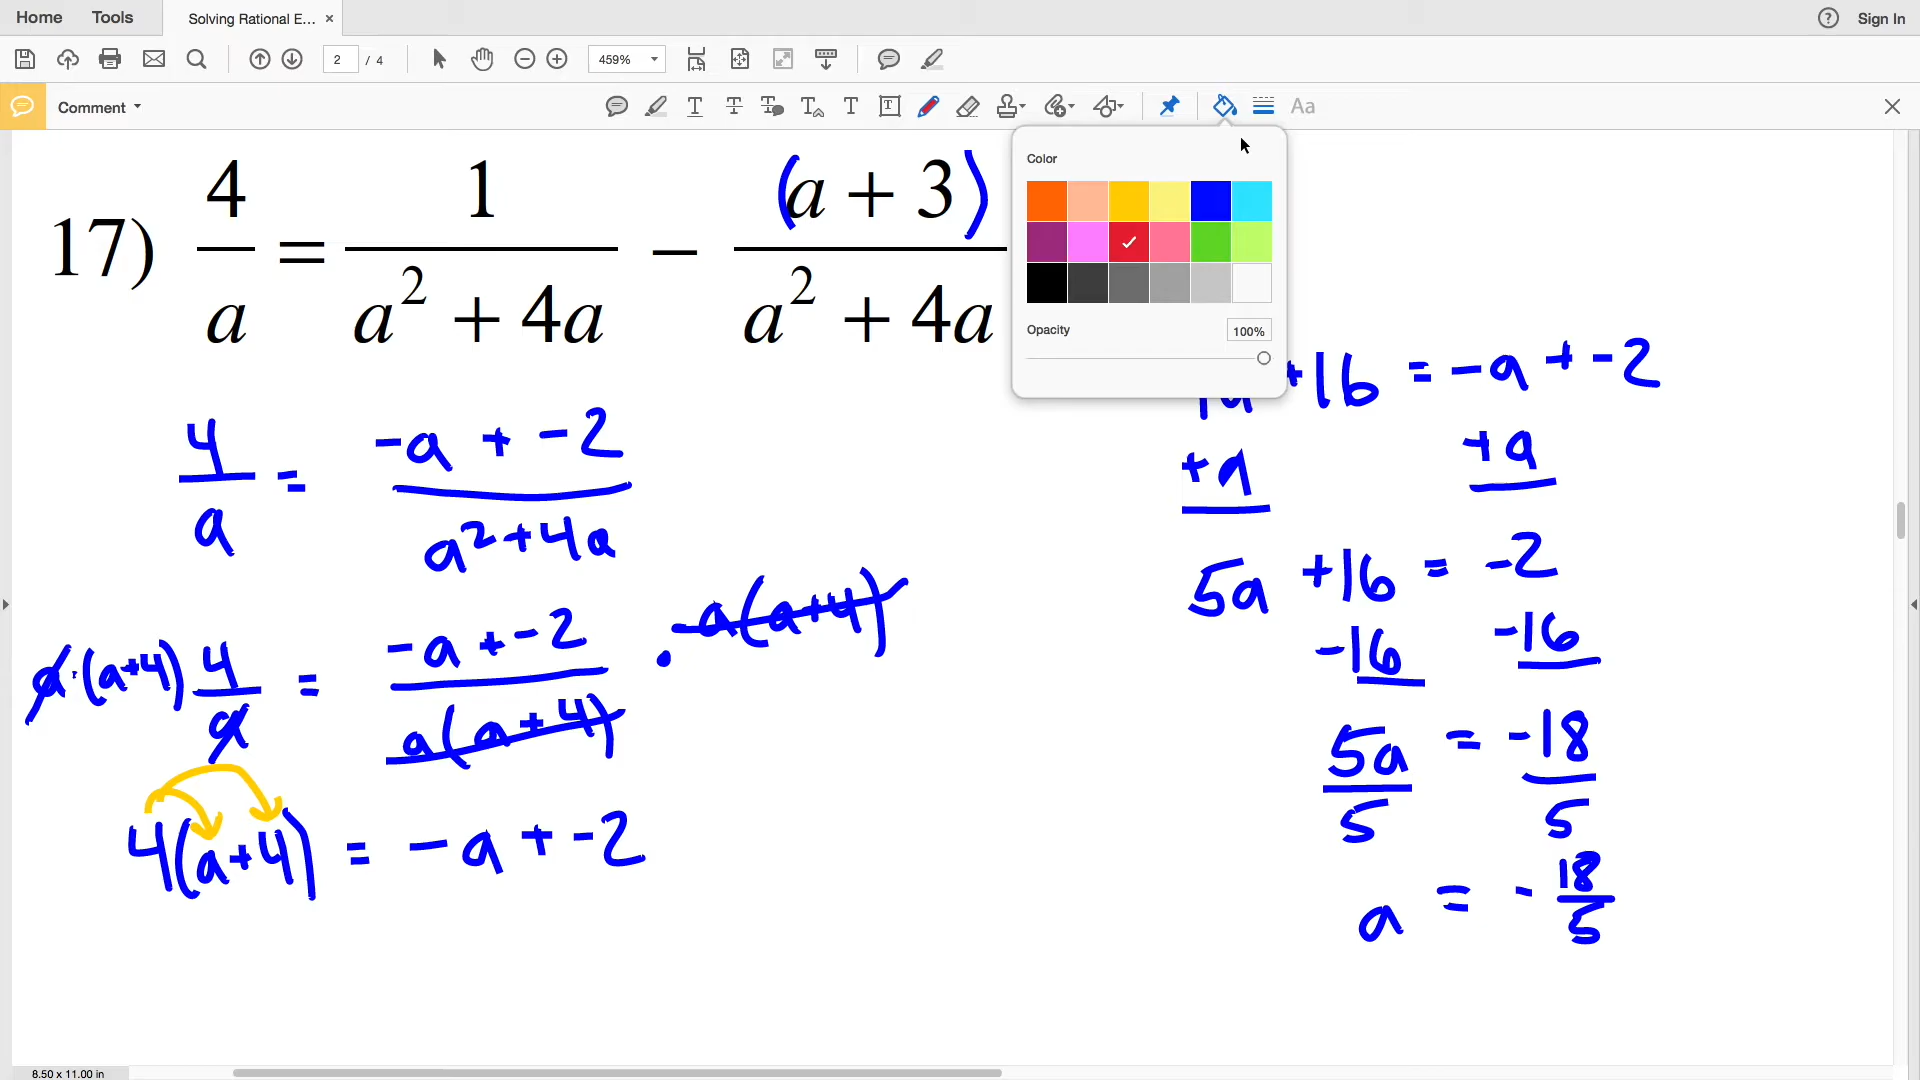 Home Tools Solving Rational E... × ? Sign In
2 / 4 459%
Comment Aa
Color
Opacity 100%
17) 4/a = 1/(a² + 4a) - (a + 3)/(a² + 4a)
4/a = (-a + -2)/(a² + 4a)
a·(a+4) 4/a = (-a + -2)/(a(a+4)) · a(a+4)
4(a+4) = -a + -2
+16 = -a + -2
+a +a
5a +16 = -2
-16 -16
5a/5 = -18/5
a = -18/5
8.50 x 11.00 in